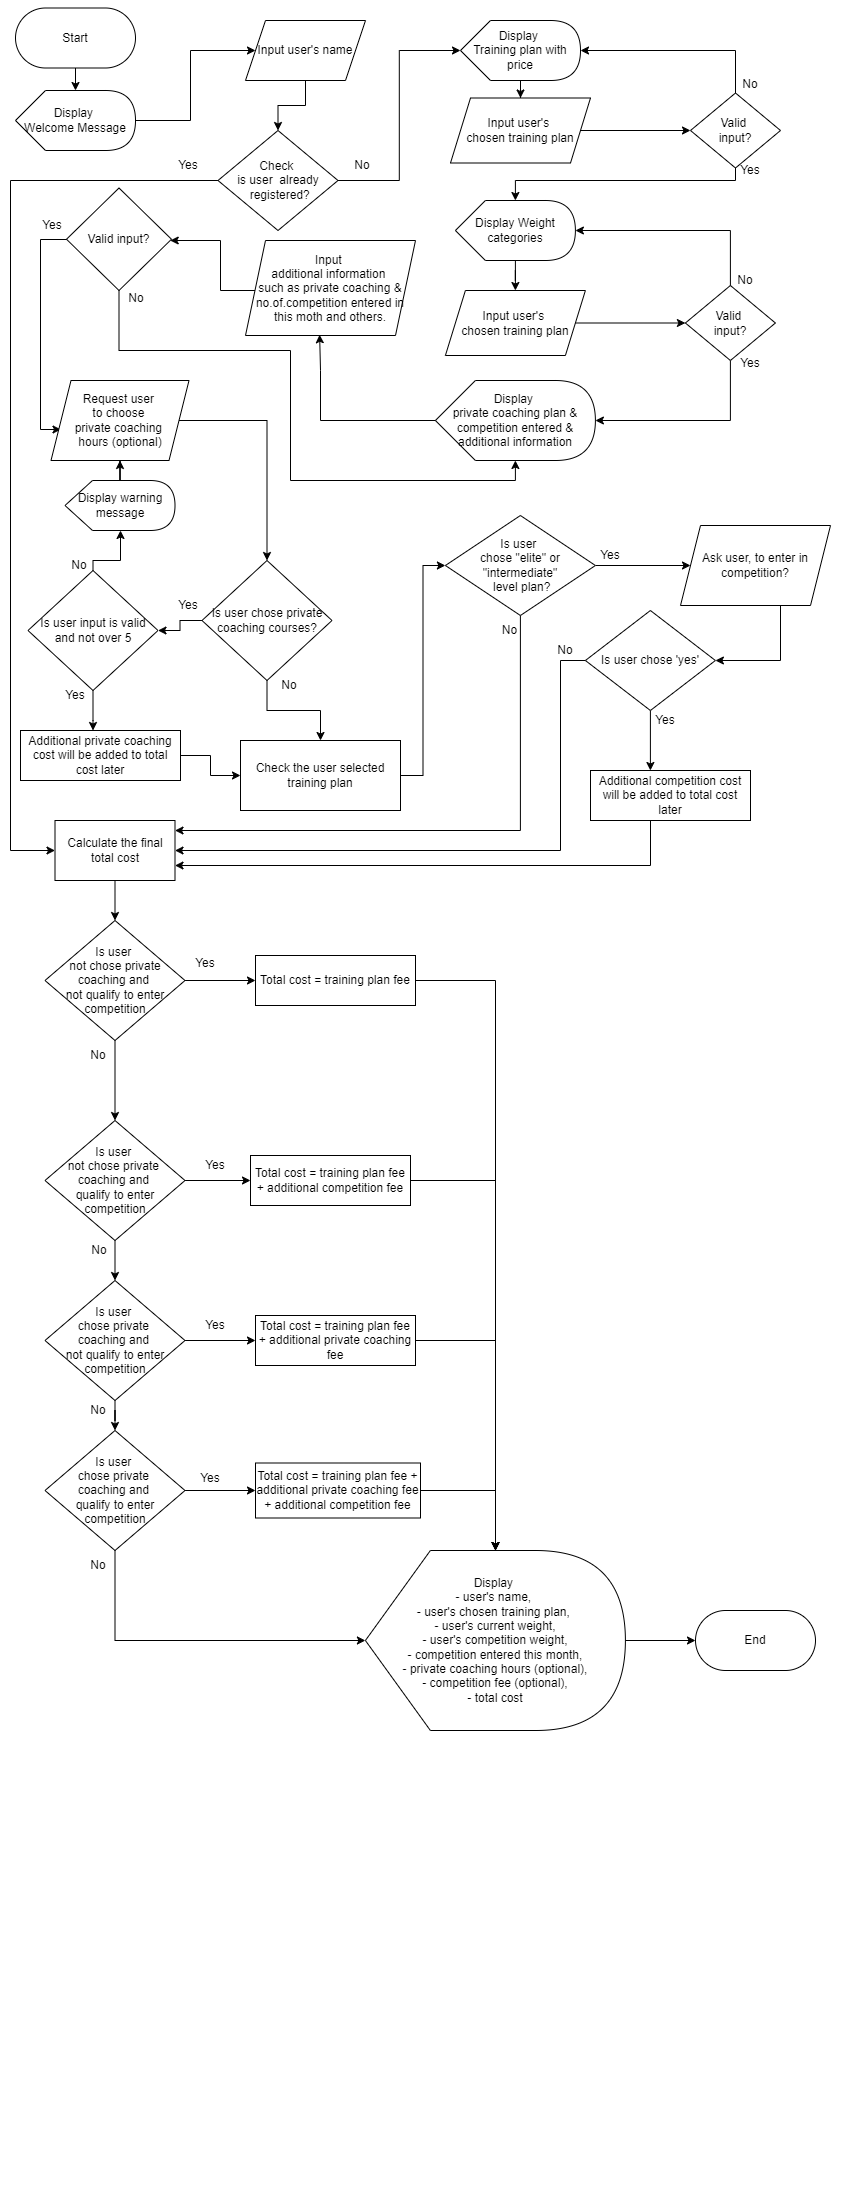 Start
Display
Welcome Message
Input user's name
Display
Training plan with
price
No
Input user's
chosen training plan
Valid
input?
Yes
Check
is user  already
registered?
Yes
No
Valid input?
Yes
No
Input
additional information
such as private coaching &
no.of.competition entered in
this moth and others.
Display Weight
categories
No
Input user's
chosen training plan
Valid
input?
Yes
Request user
to choose
private coaching
hours (optional)
Display
private coaching plan &
competition entered &
additional information
Display warning
message
No
Is user input is valid
and not over 5
Yes
Yes
Is user chose private
coaching courses?
No
Is user
chose "elite" or
"intermediate"
level plan?
Yes
No
Ask user, to enter in
competition?
Is user chose 'yes'
No
Yes
Additional private coaching
cost will be added to total
cost later
Check the user selected
training plan
Additional competition cost
will be added to total cost
later
Calculate the final
total cost
Is user
not chose private
coaching and
not qualify to enter
competition
Yes
Total cost = training plan fee
No
Is user
not chose private
coaching and
qualify to enter
competition
Yes
Total cost = training plan fee
+ additional competition fee
No
Is user
chose private
coaching and
not qualify to enter
competition
Yes
Total cost = training plan fee
+ additional private coaching
fee
No
Is user
chose private
coaching and
qualify to enter
competition
Yes
Total cost = training plan fee +
additional private coaching fee
+ additional competition fee
No
Display
- user's name,
- user's chosen training plan,
- user's current weight,
- user's competition weight,
- competition entered this month,
- private coaching hours (optional),
- competition fee (optional),
- total cost
End